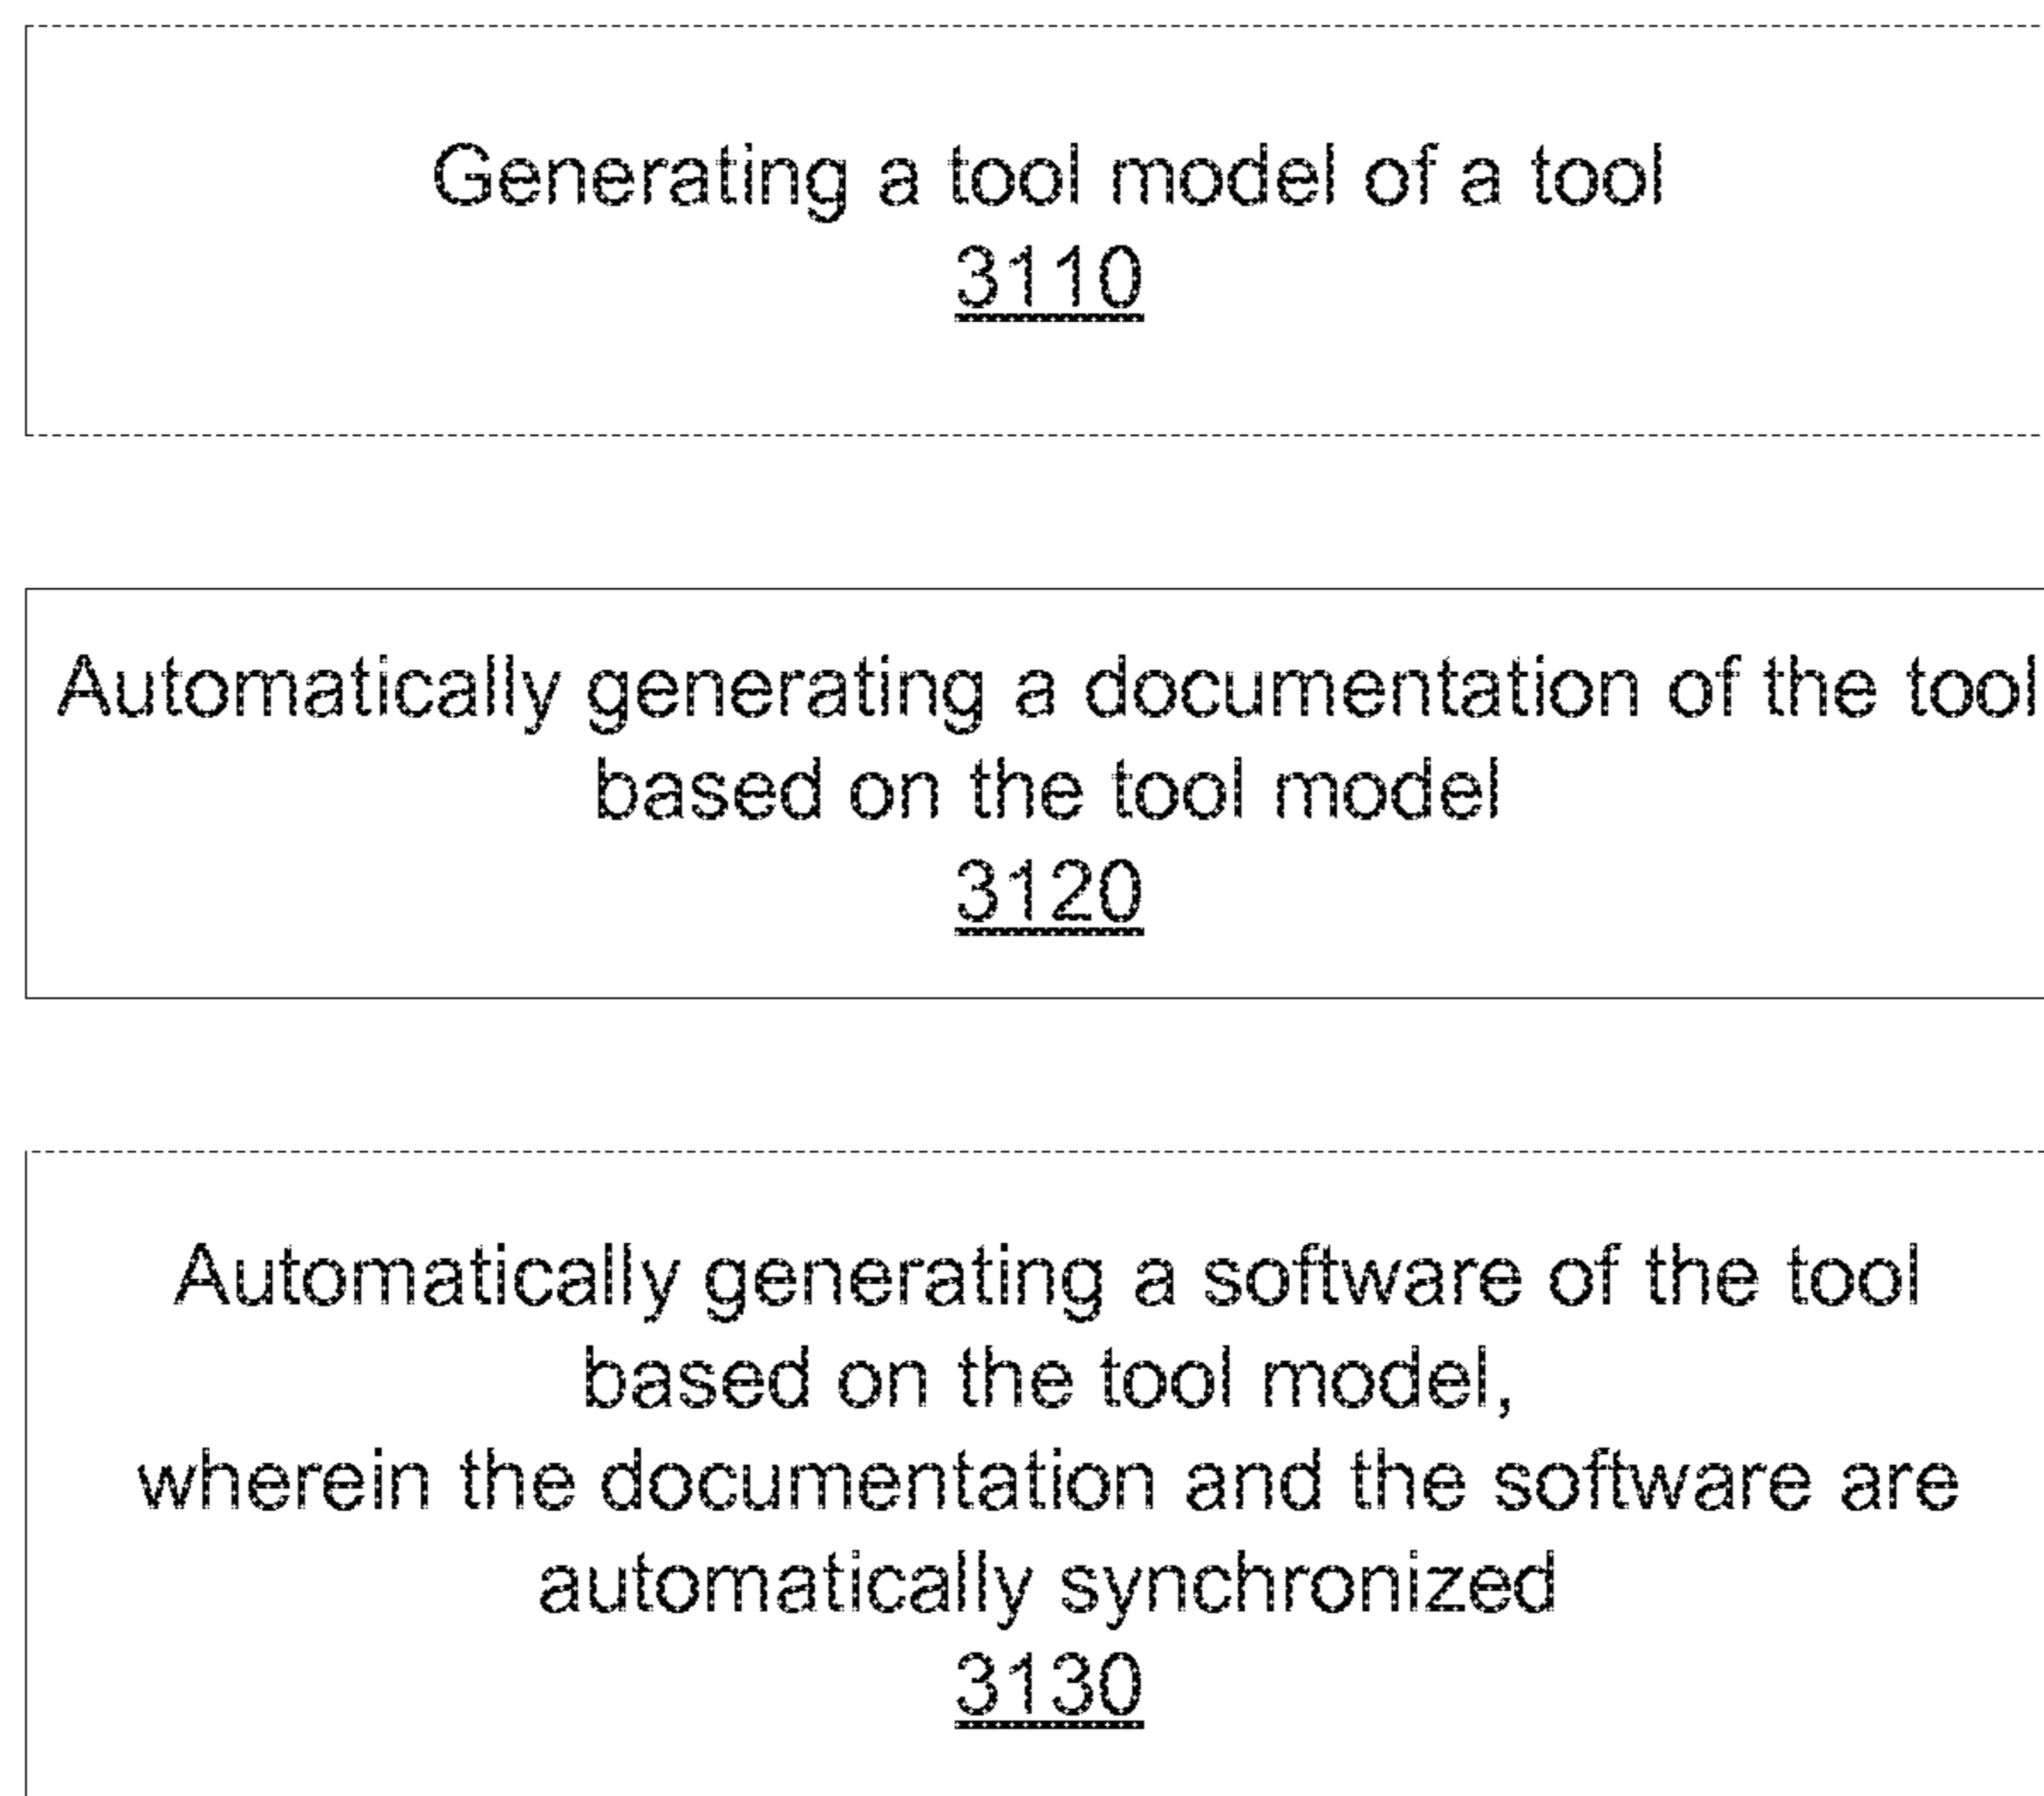 Generating a tool model of a tool
3110
Automatically generating a documentation of the tool
based on the tool model
3120
Automatically generating a software of the tool
based on the tool model,
wherein the documentation and the software are
automatically synchronized
3130